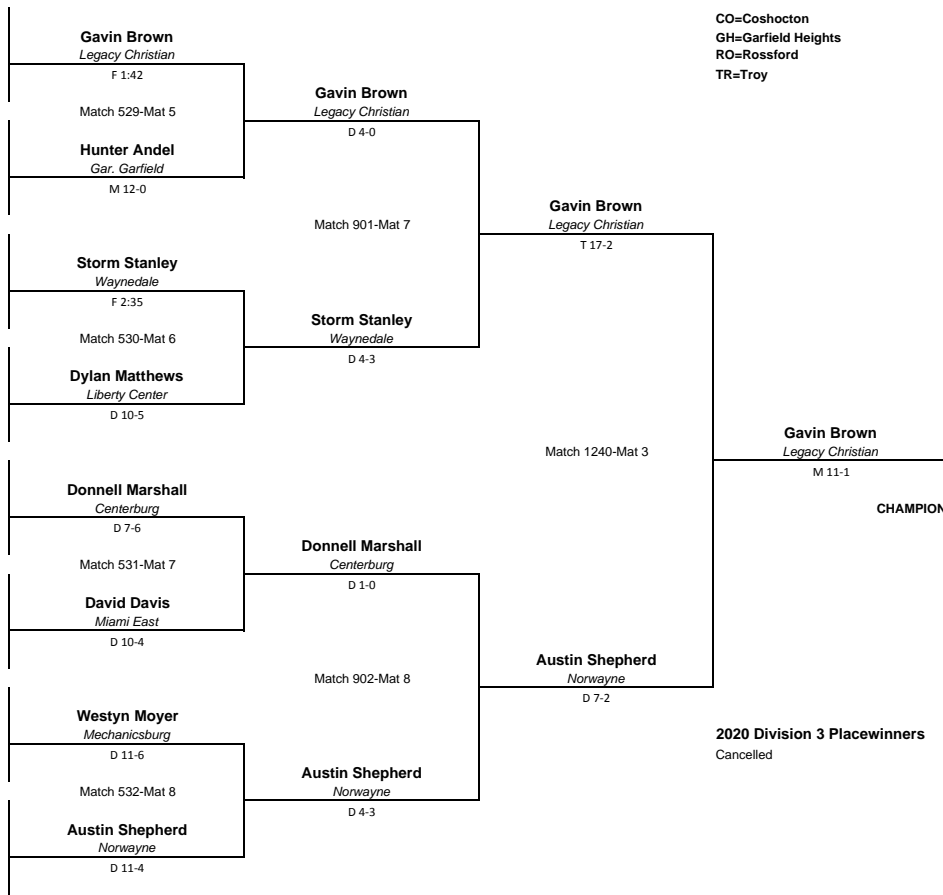 CO=Coshocton
GH=Garfield Heights
RO=Rossford
TR=Troy
Gavin Brown
Legacy Christian
F 1:42
Match 529-Mat 5
Hunter Andel
Gar. Garfield
M 12-0
Storm Stanley
Waynedale
F 2:35
Match 530-Mat 6
Dylan Matthews
Liberty Center
D 10-5
Donnell Marshall
Centerburg
D 7-6
Match 531-Mat 7
David Davis
Miami East
D 10-4
Westyn Moyer
Mechanicsburg
D 11-6
Match 532-Mat 8
Austin Shepherd
Norwayne
D 11-4
Gavin Brown
Legacy Christian
D 4-0
Match 901-Mat 7
Storm Stanley
Waynedale
D 4-3
Donnell Marshall
Centerburg
D 1-0
Match 902-Mat 8
Austin Shepherd
Norwayne
D 4-3
Gavin Brown
Legacy Christian
T 17-2
Match 1240-Mat 3
Austin Shepherd
Norwayne
D 7-2
Gavin Brown
Legacy Christian
M 11-1
CHAMPION
2020 Division 3 Placewinners
Cancelled